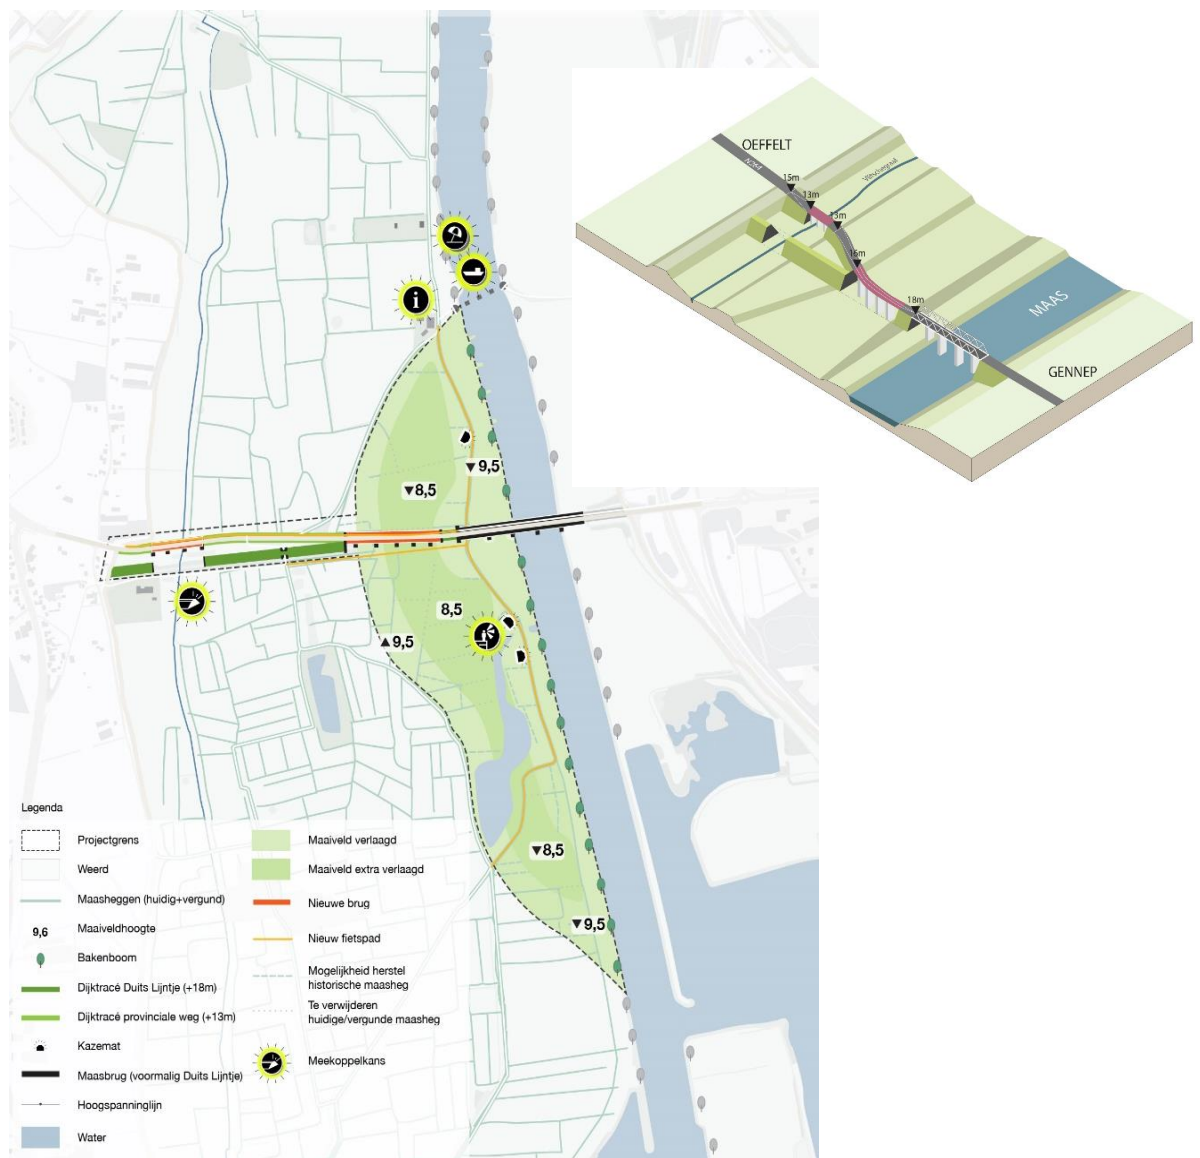 OEFFELT
N264
Virdsche graaf
15m
13m
13m
16m
18m
MAAS
GENNEP
i
▼9,5
▼8,5
8,5
▲9,5
▼8,5
▼9,5
Legenda
Projectgrens
Weerd
Maasheggen (huidig+vergund)
9,6
Maaiveldhoogte
Bakenboom
Dijktracé Duits Lijntje (+18m)
Dijktracé provinciale weg (+13m)
Kazemat
Maasbrug (voormalig Duits Lijntje)
Hoogspanninglijn
Water
Maaiveld verlaagd
Maaiveld extra verlaagd
Nieuwe brug
Nieuw fietspad
Mogelijkheid herstel
historische maasheg
Te verwijderen
huidige/vergunde maasheg
Meekoppelkans